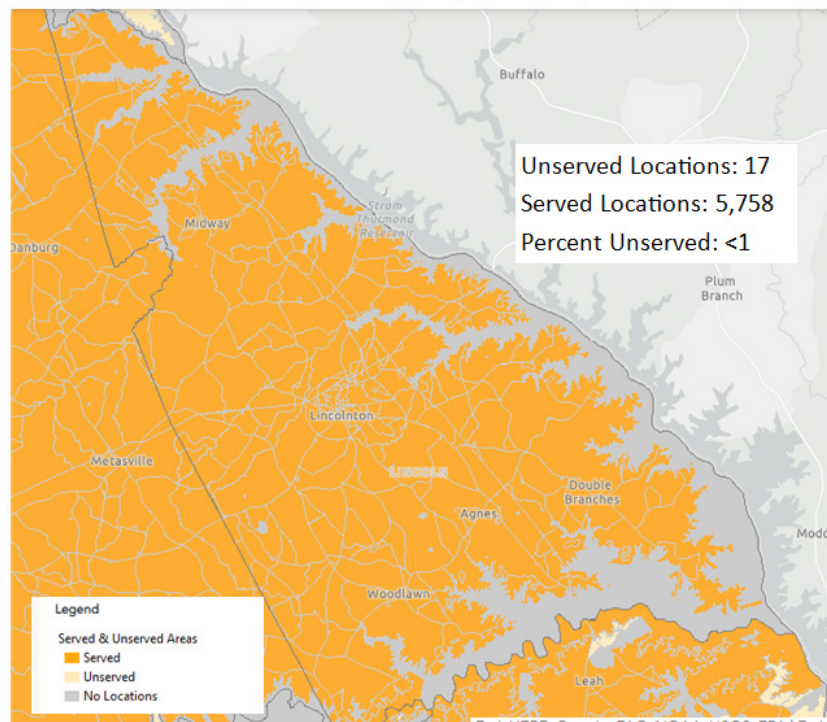 Buffalo
Unserved Locations: 17
Served Locations: 5,758
Percent Unserved: <1
Strom
Thurmond
Reservoir
Midway
Danburg
Plum
Branch
Lincolnton
LINCOLN
Metasville
Double
Branches
Agnes
Modoc
Woodlawn
Leah
Legend
Served & Unserved Areas
Served
Unserved
No Locations